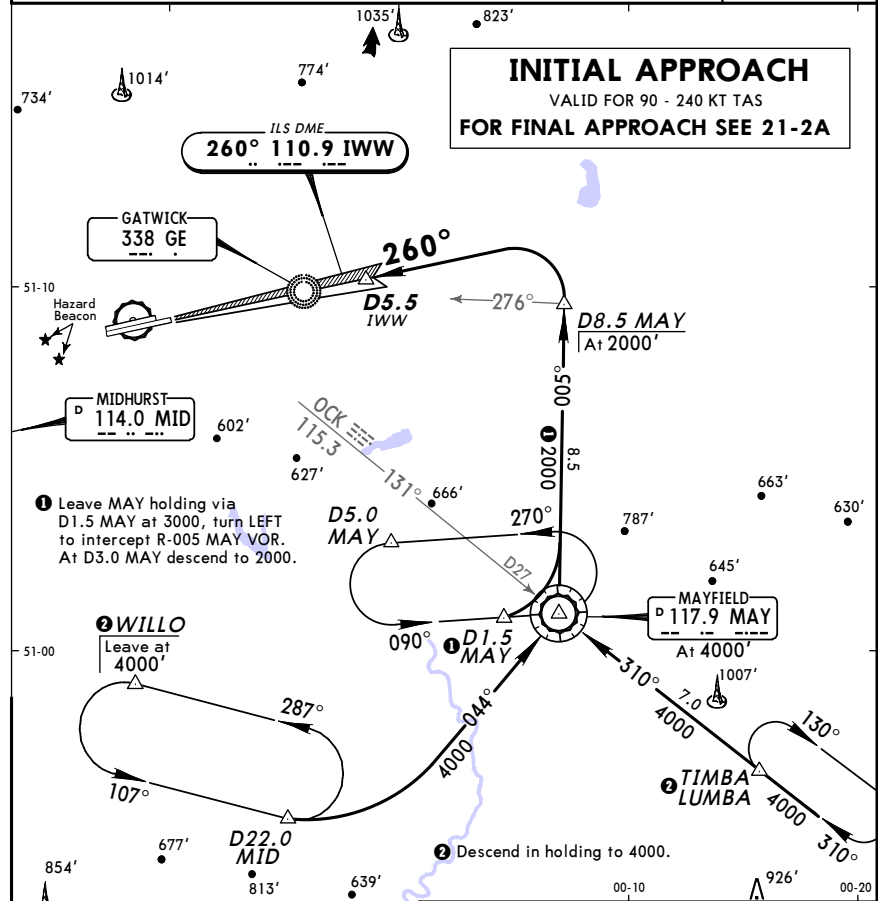 1035'
823'
1014'
774'
734'
INITIAL APPROACH
VALID FOR 90 - 240 KT TAS
FOR FINAL APPROACH SEE 21-2A
ILS DME
260° 110.9 IWW
GATWICK
338 GE
260°
51-10
D5.5
IWW
276°
D8.5 MAY
At 2000'
Hazard
Beacon
MIDHURST
D 114.0 MID
602'
627'
OCK
115.3
131°
D27
666'
005°
❶ 2000
8.5
663'
630'
787'
645'
❶ Leave MAY holding via
D1.5 MAY at 3000, turn LEFT
to intercept R-005 MAY VOR.
At D3.0 MAY descend to 2000.
D5.0
MAY
270°
090°
❶ D1.5
MAY
MAYFIELD
D 117.9 MAY
At 4000'
1007'
51-00
❷ WILLO
Leave at
4000'
287°
107°
D22.0
MID
044°
4000
310°
7.0
4000
130°
❷ TIMBA
LUMBA
4000
310°
❷ Descend in holding to 4000.
677'
813'
639'
854'
926'
00-10
00-20